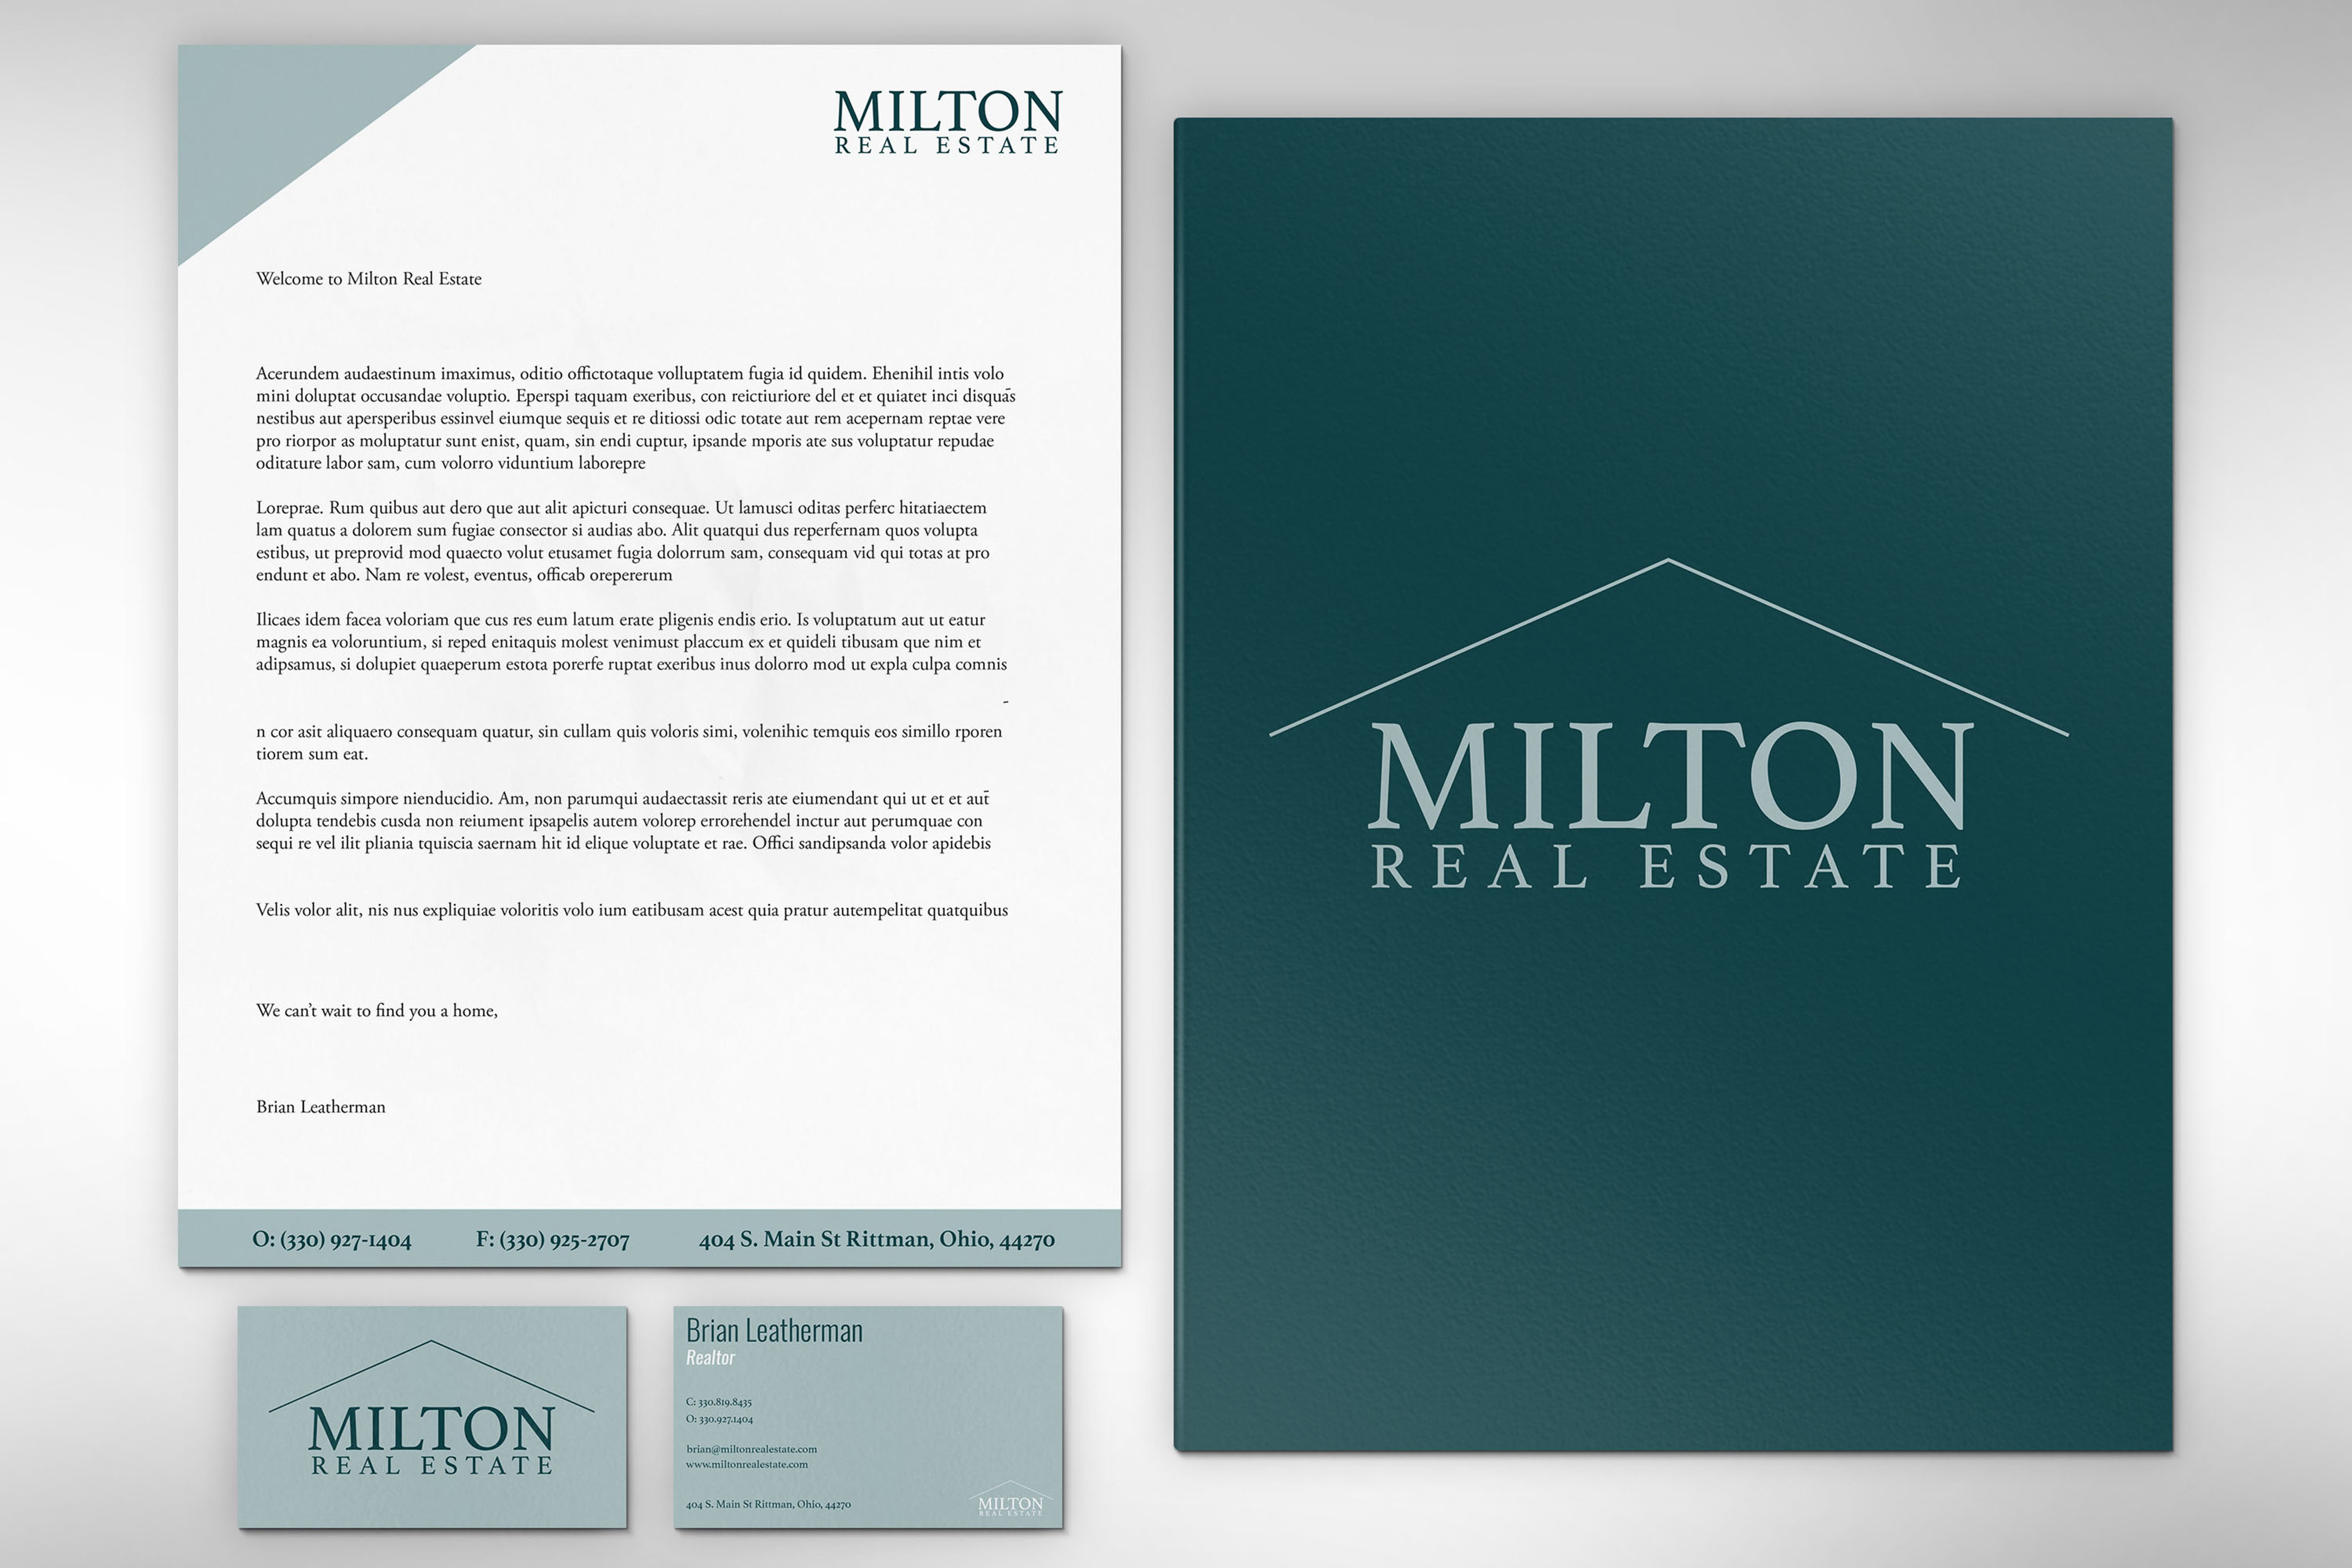 MILTON
REAL ESTATE
Welcome to Milton Real Estate
Acerundem audaestinum imaximus, oditio offictotaque volluptatem fugia id quidem. Ehenihil intis volo
mini doluptat occusandae voluptio. Eperspi taquam exeribus, con reictiuriore del et et quiatet inci disquas
-
nestibus aut apersperibus essinvel eiumque sequis et re ditiossi odic totate aut rem acepernam reptae vere
pro riorpor as moluptatur sunt enist, quam, sin endi cuptur, ipsande mporis ate sus voluptatur repudae
oditature labor sam, cum volorro viduntium laborepre
Loreprae. Rum quibus aut dero que aut alit apicturi consequae. Ut lamusci oditas perferc hitatiaectem
lam quatus a dolorem sum fugiae consector si audias abo. Alit quatqui dus reperfernam quos volupta
estibus, ut preprovid mod quaecto volut etusamet fugia dolorrum sam, consequam vid qui totas at pro
endunt et abo. Nam re volest, eventus, officab orepererum
Ilicaes idem facea voloriam que cus res eum latum erate pligenis endis erio. Is voluptatum aut ut eatur
magnis ea voloruntium, si reped enitaquis molest venimust placcum ex et quideli tibusam que nim et
adipsamus, si dolupiet quaeperum estota porerfe ruptat exeribus inus dolorro mod ut expla culpa comnis
-
n cor asit aliquaero consequam quatur, sin cullam quis voloris simi, volenihic temquis eos simillo rporen
tiorem sum eat.
Accumquis simpore nienducidio. Am, non parumqui audaectassit reris ate eiumendant qui ut et et aut
-
dolupta tendebis cusda non reiument ipsapelis autem volorep errorehendel inctur aut perumquae con
sequi re vel ilit pliania tquiscia saernam hit id elique voluptate et rae. Offici sandipsanda volor apidebis
Velis volor alit, nis nus expliquiae voloritis volo ium eatibusam acest quia pratur autempelitat quatquibus
We can’t wait to find you a home,
Brian Leatherman
O: (330) 927-1404 F: (330) 925-2707 404 S. Main St Rittman, Ohio, 44270
MILTON
REAL ESTATE
Brian Leatherman
Realtor
C: 330.819.8435
O: 330.927.1404
brian@miltonrealestate.com
www.miltonrealestate.com
404 S. Main St Rittman, Ohio, 44270
MILTON
REAL ESTATE
MILTON
REAL ESTATE